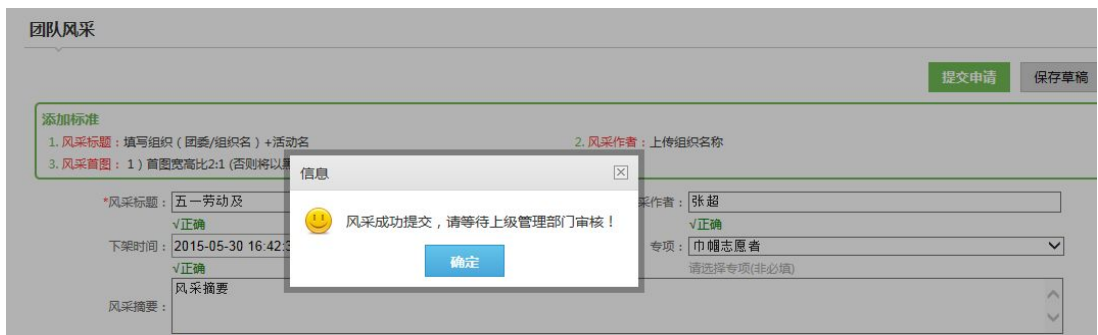 团队风采
提交申请 保存草稿
添加标准
1. 风采标题：填写组织（团委/组织名）+活动名 2. 风采作者：上传组织名称
3. 风采首图： 1）首图宽高比2:1 (否则将以
信息
风采成功提交，请等待上级管理部门审核！
确定
*风采标题： 五一劳动及 采作者： 张超
√正确 √正确
下架时间： 2015-05-30 16:42:3 专项： 巾帼志愿者
√正确 请选择专项(非必填)
风采摘要： 风采摘要